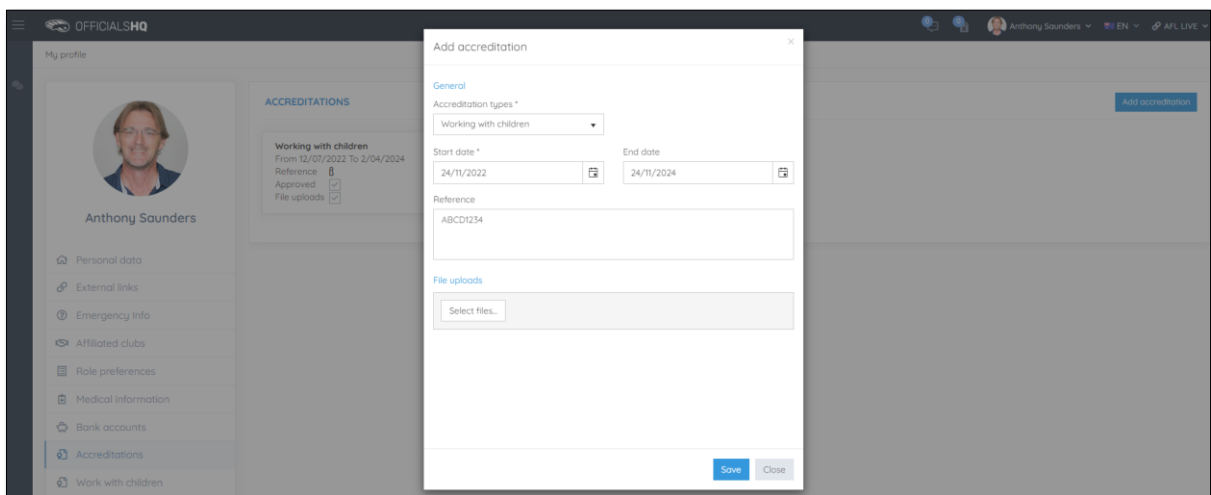 OFFICIALSHQ
Anthony Saunders
EN
AFL LIVE
My profile
Anthony Saunders
Personal data
External links
Emergency Info
Affiliated clubs
Role preferences
Medical information
Bank accounts
Accreditations
Work with children
ACCREDITATIONS
Add accreditation
Working with children
From 12/07/2022 To 2/04/2024
Reference
Approved
File uploads
Add accreditation
General
Accreditation types *
Working with children
Start date *
End date
24/11/2022
24/11/2024
Reference
ABCD1234
File uploads
Select files...
Save
Close